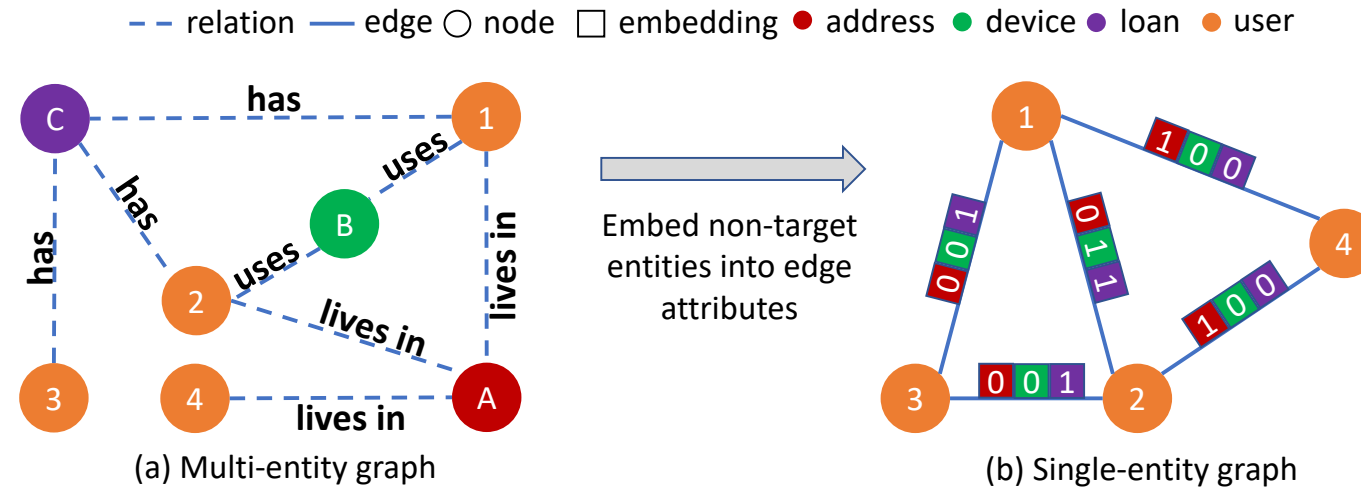 relation edge node embedding address device loan user
C has 1
uses
has
B
has
uses
lives in
2
lives in
3 4 A
lives in
(a) Multi-entity graph
Embed non-target
entities into edge
attributes
1
1 0 0
0 0 1
0 1 1
4
1 0 0
3 0 0 1 2
(b) Single-entity graph